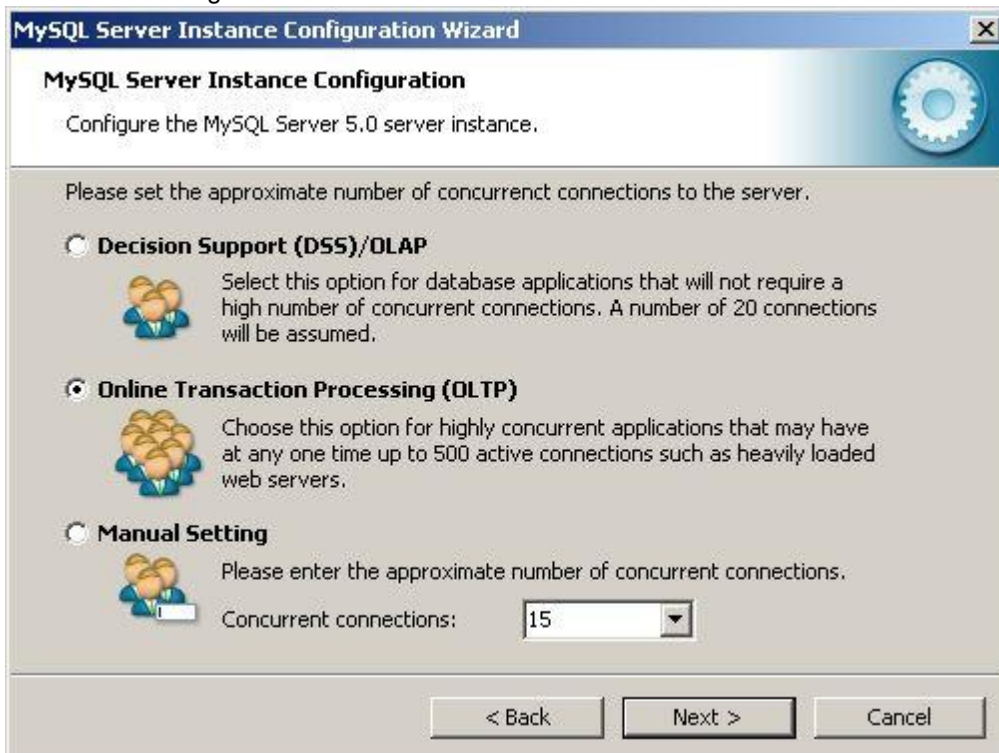 MySQL Server Instance Configuration Wizard
MySQL Server Instance Configuration
Configure the MySQL Server 5.0 server instance.
Please set the approximate number of concurrenct connections to the server.
Decision Support (DSS)/OLAP
Select this option for database applications that will not require a
high number of concurrent connections. A number of 20 connections
will be assumed.
Online Transaction Processing (OLTP)
Choose this option for highly concurrent applications that may have
at any one time up to 500 active connections such as heavily loaded
web servers.
Manual Setting
Please enter the approximate number of concurrent connections.
Concurrent connections: 15
< Back Next > Cancel